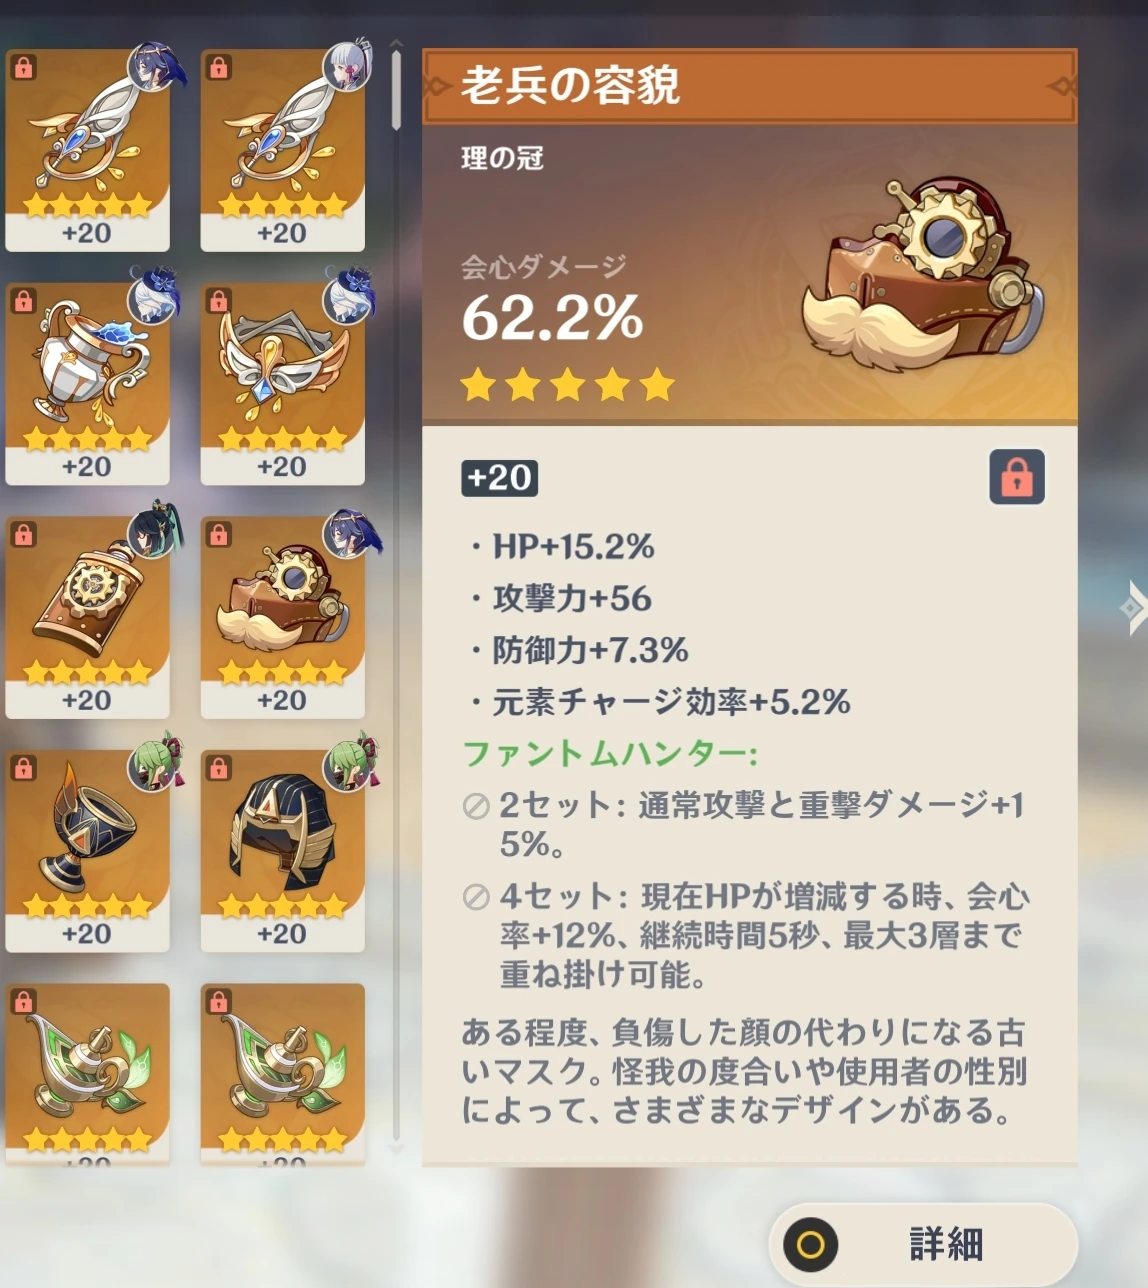 老兵の容貌
理の冠
会心ダメージ
62.2%
+20
・HP+15.2%
・攻撃力+56
・防御力+7.3%
・元素チャージ効率+5.2%
ファントムハンター:
2セット: 通常攻撃と重撃ダメージ+1
5%。
4セット: 現在HPが増減する時、会心
率+12%、継続時間5秒、最大3層まで
重ね掛け可能。
ある程度、負傷した顔の代わりになる古
いマスク。怪我の度合いや使用者の性別
によって、さまざまなデザインがある。
詳細
+20
+20
+20
+20
+20
+20
+20
+20
+20
+20